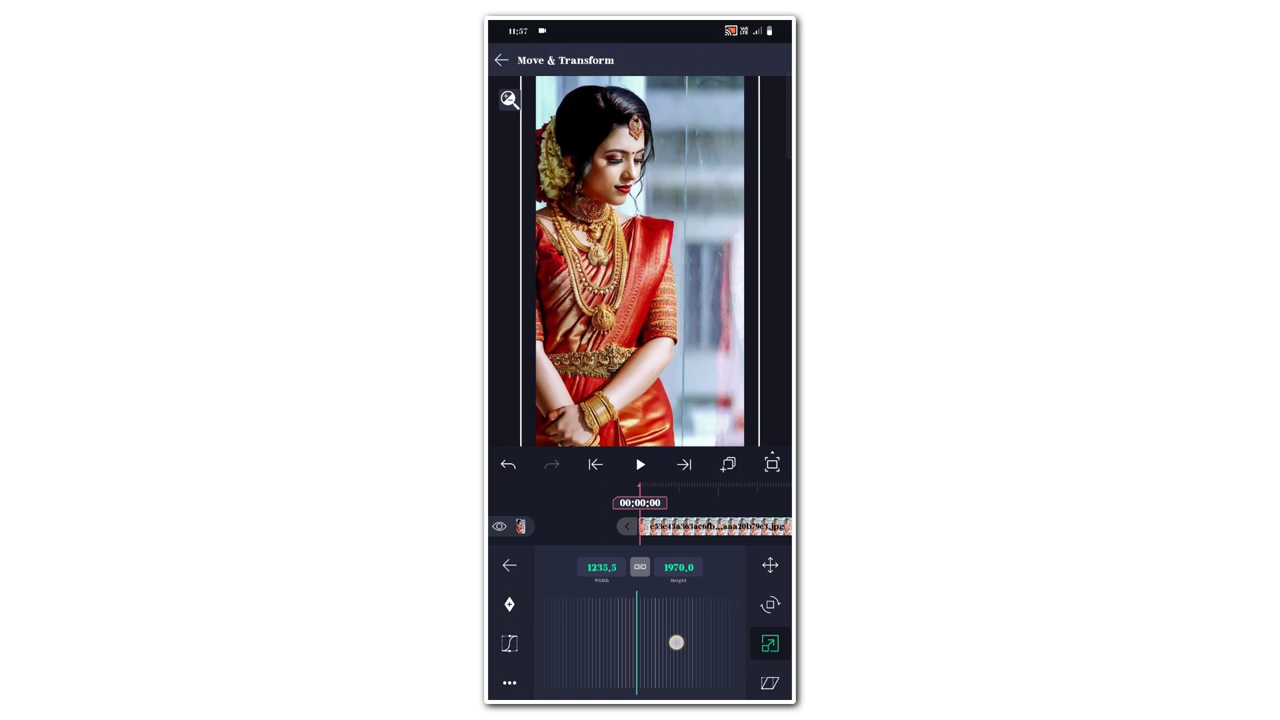 11:57
Move & Transform
00:00:00
1235.5
1970.0
Width
Height